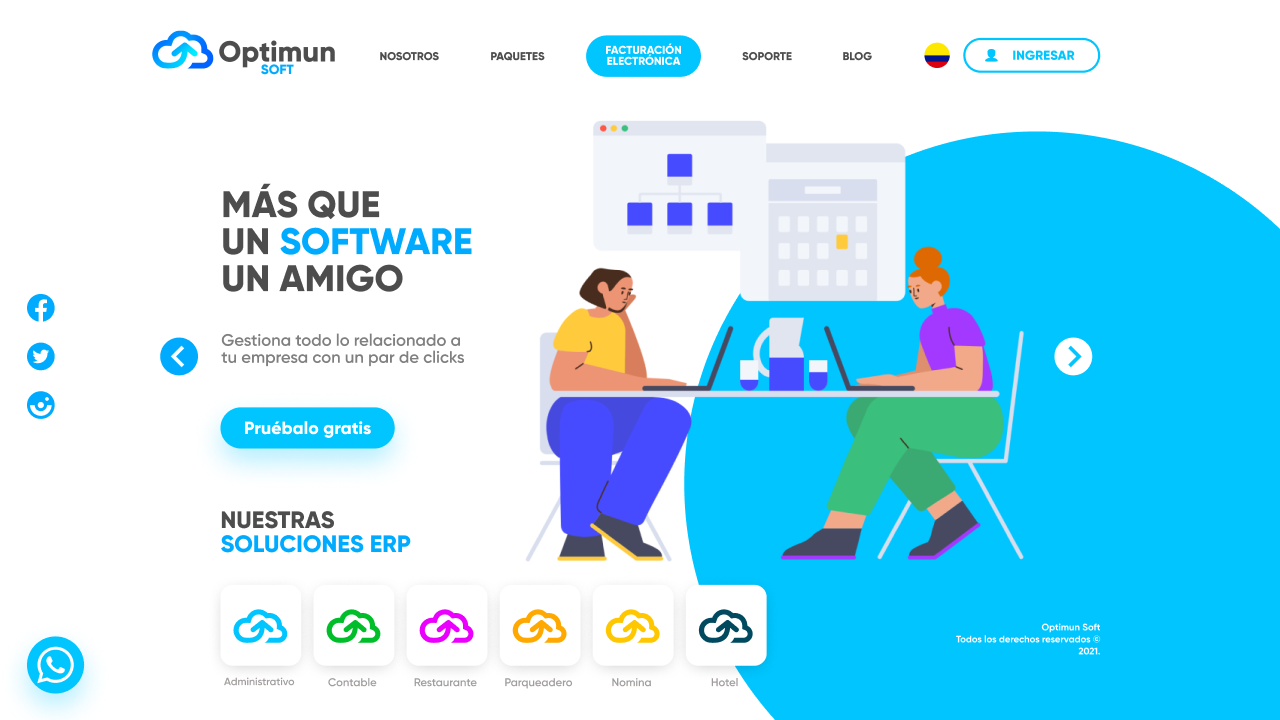 Optimun
SOFT
NOSOTROS
PAQUETES
FACTURACIÓN
ELECTRÓNICA
SOPORTE
BLOG
INGRESAR
MÁS QUE
UN SOFTWARE
UN AMIGO
Gestiona todo lo relacionado a
tu empresa con un par de clicks
Pruébalo gratis
NUESTRAS
SOLUCIONES ERP
Administrativo
Contable
Restaurante
Parqueadero
Nomina
Hotel
Optimun Soft
Todos los derechos reservados ©
2021.